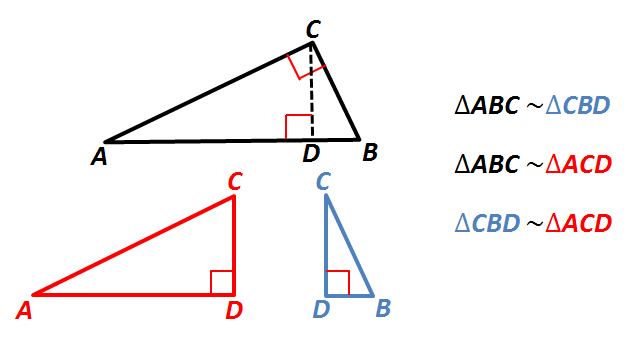 C
A
D
B
ΔABC ~ ΔCBD
ΔABC ~ ΔACD
ΔCBD ~ ΔACD
C
A
D
C
D
B